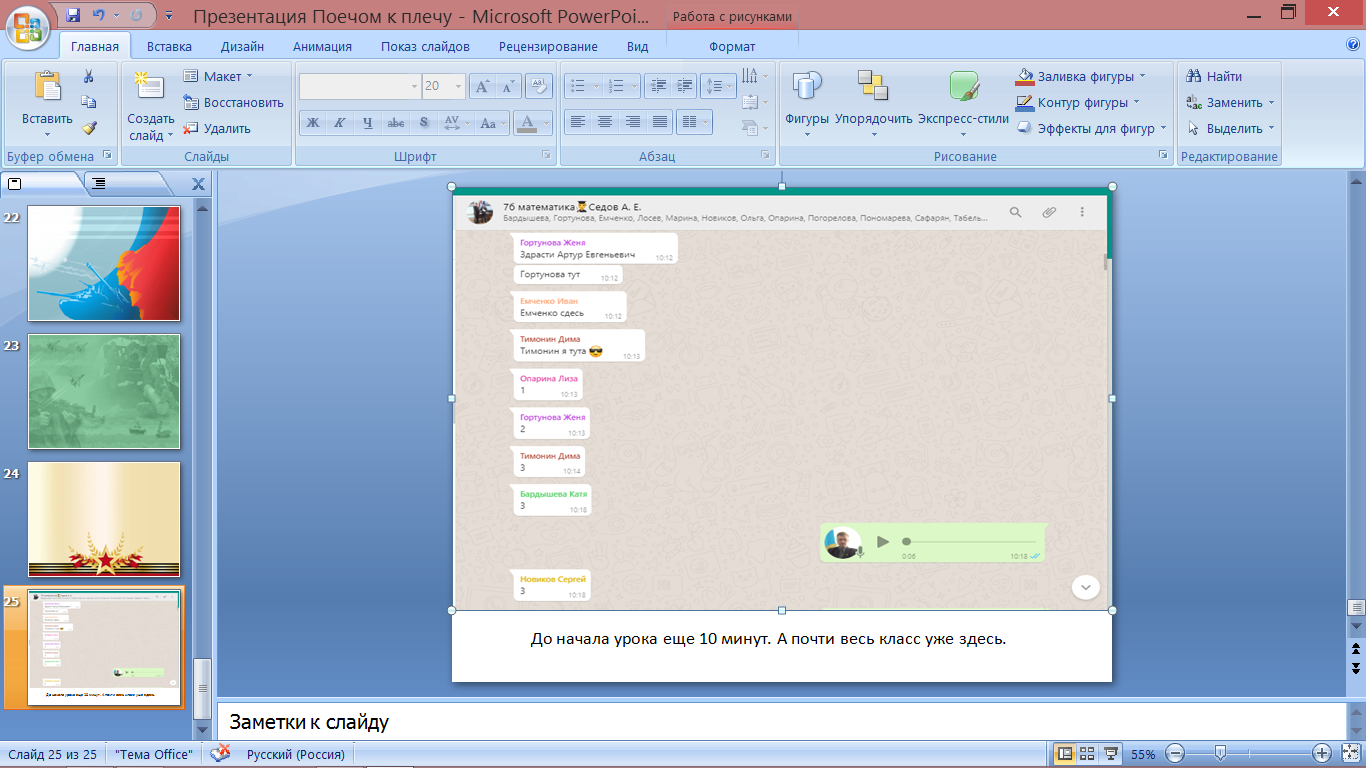 Презентация Поечом к плечу - Microsoft PowerPoi...
Работа с рисунками
Главная Вставка Дизайн Анимация Показ слайдов Рецензирование Вид Формат
Вставить
Буфер обмена
Создать слайд
Макет
Восстановить
Удалить
Слайды
20
Ж К Ч abc S AV Aa A
Шрифт
Абзац
Фигуры
Упорядочить
Экспресс-стили
Заливка фигуры
Контур фигуры
Эффекты для фигур
Рисование
Найти
Заменить
Выделить
Редактирование
22
23
24
25
7б математика Седов А. Е.
Бардышева, Гортунова, Емченко, Лосев, Марина, Новиков, Ольга, Опарина, Погорелова, Пономарева, Сафарян, Табель...
Гортунова Женя
Здрасти Артур Евгеньевич 10:12
Гортунова тут 10:12
Емченко Иван
Емченко сдесь 10:12
Тимонин Дима
Тимонин я тута 😎 10:13
Опарина Лиза
1 10:13
Гортунова Женя
2 10:13
Тимонин Дима
3 10:14
Бардышева Катя
3 10:18
0:06 10:18
Новиков Сергей
3 10:18
До начала урока еще 10 минут. А почти весь класс уже здесь.
Заметки к слайду
Слайд 25 из 25 "Тема Office" Русский (Россия) 55%